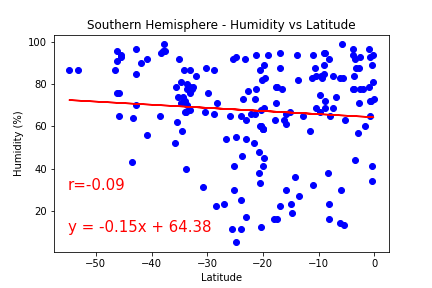 Southern Hemisphere - Humidity vs Latitude
Humidity (%)
100
80
60
40
20
r=-0.09
y = -0.15x + 64.38
−50
−40
−30
−20
−10
0
Latitude